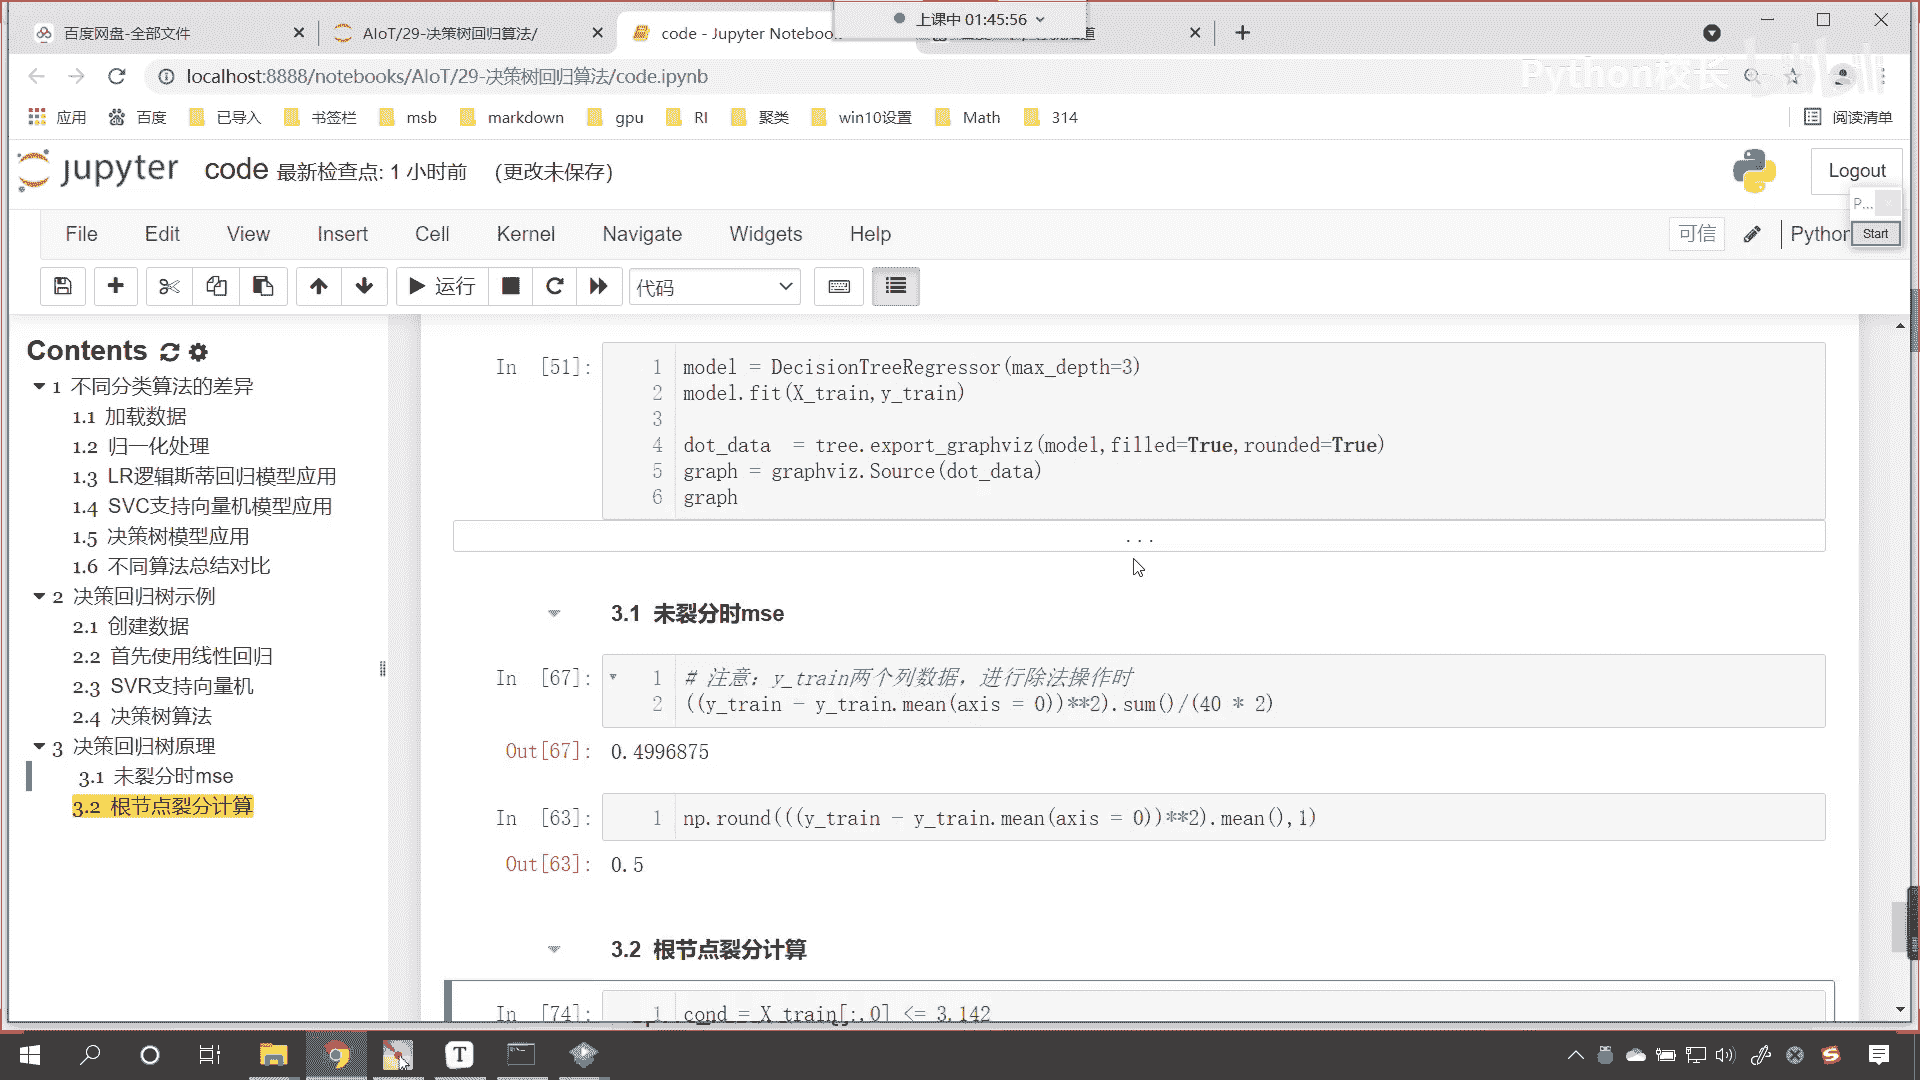 上课中 01:45:56
百度网盘-全部文件
AIoT/29-决策树回归算法/
code - Jupyter Notebook
localhost:8888/notebooks/AIoT/29-决策树回归算法/code.ipynb
Python校长
应用 百度 已导入 书签栏 msb markdown gpu RI 聚类 win10设置 Math 314 阅读清单
jupyter code 最新检查点: 1 小时前 (更改未保存)
Logout
P...
File Edit View Insert Cell Kernel Navigate Widgets Help 可信 Python
Start
运行 代码
Contents
1 不同分类算法的差异
1.1 加载数据
1.2 归一化处理
1.3 LR逻辑斯蒂回归模型应用
1.4 SVC支持向量机模型应用
1.5 决策树模型应用
1.6 不同算法总结对比
2 决策回归树示例
2.1 创建数据
2.2 首先使用线性回归
2.3 SVR支持向量机
2.4 决策树算法
3 决策回归树原理
3.1 未裂分时mse
3.2 根节点裂分计算
In [51]:
1 model = DecisionTreeRegressor(max_depth=3)
2 model.fit(X_train,y_train)
3
4 dot_data = tree.export_graphviz(model,filled=True,rounded=True)
5 graph = graphviz.Source(dot_data)
6 graph
...
3.1 未裂分时mse
In [67]:
1 # 注意：y_train两个列数据，进行除法操作时
2 ((y_train - y_train.mean(axis = 0))**2).sum()/(40 * 2)
Out[67]: 0.4996875
In [63]:
1 np.round(((y_train - y_train.mean(axis = 0))**2).mean(),1)
Out[63]: 0.5
3.2 根节点裂分计算
In [74]:
1 cond = X_train[:,0] <= 3.142